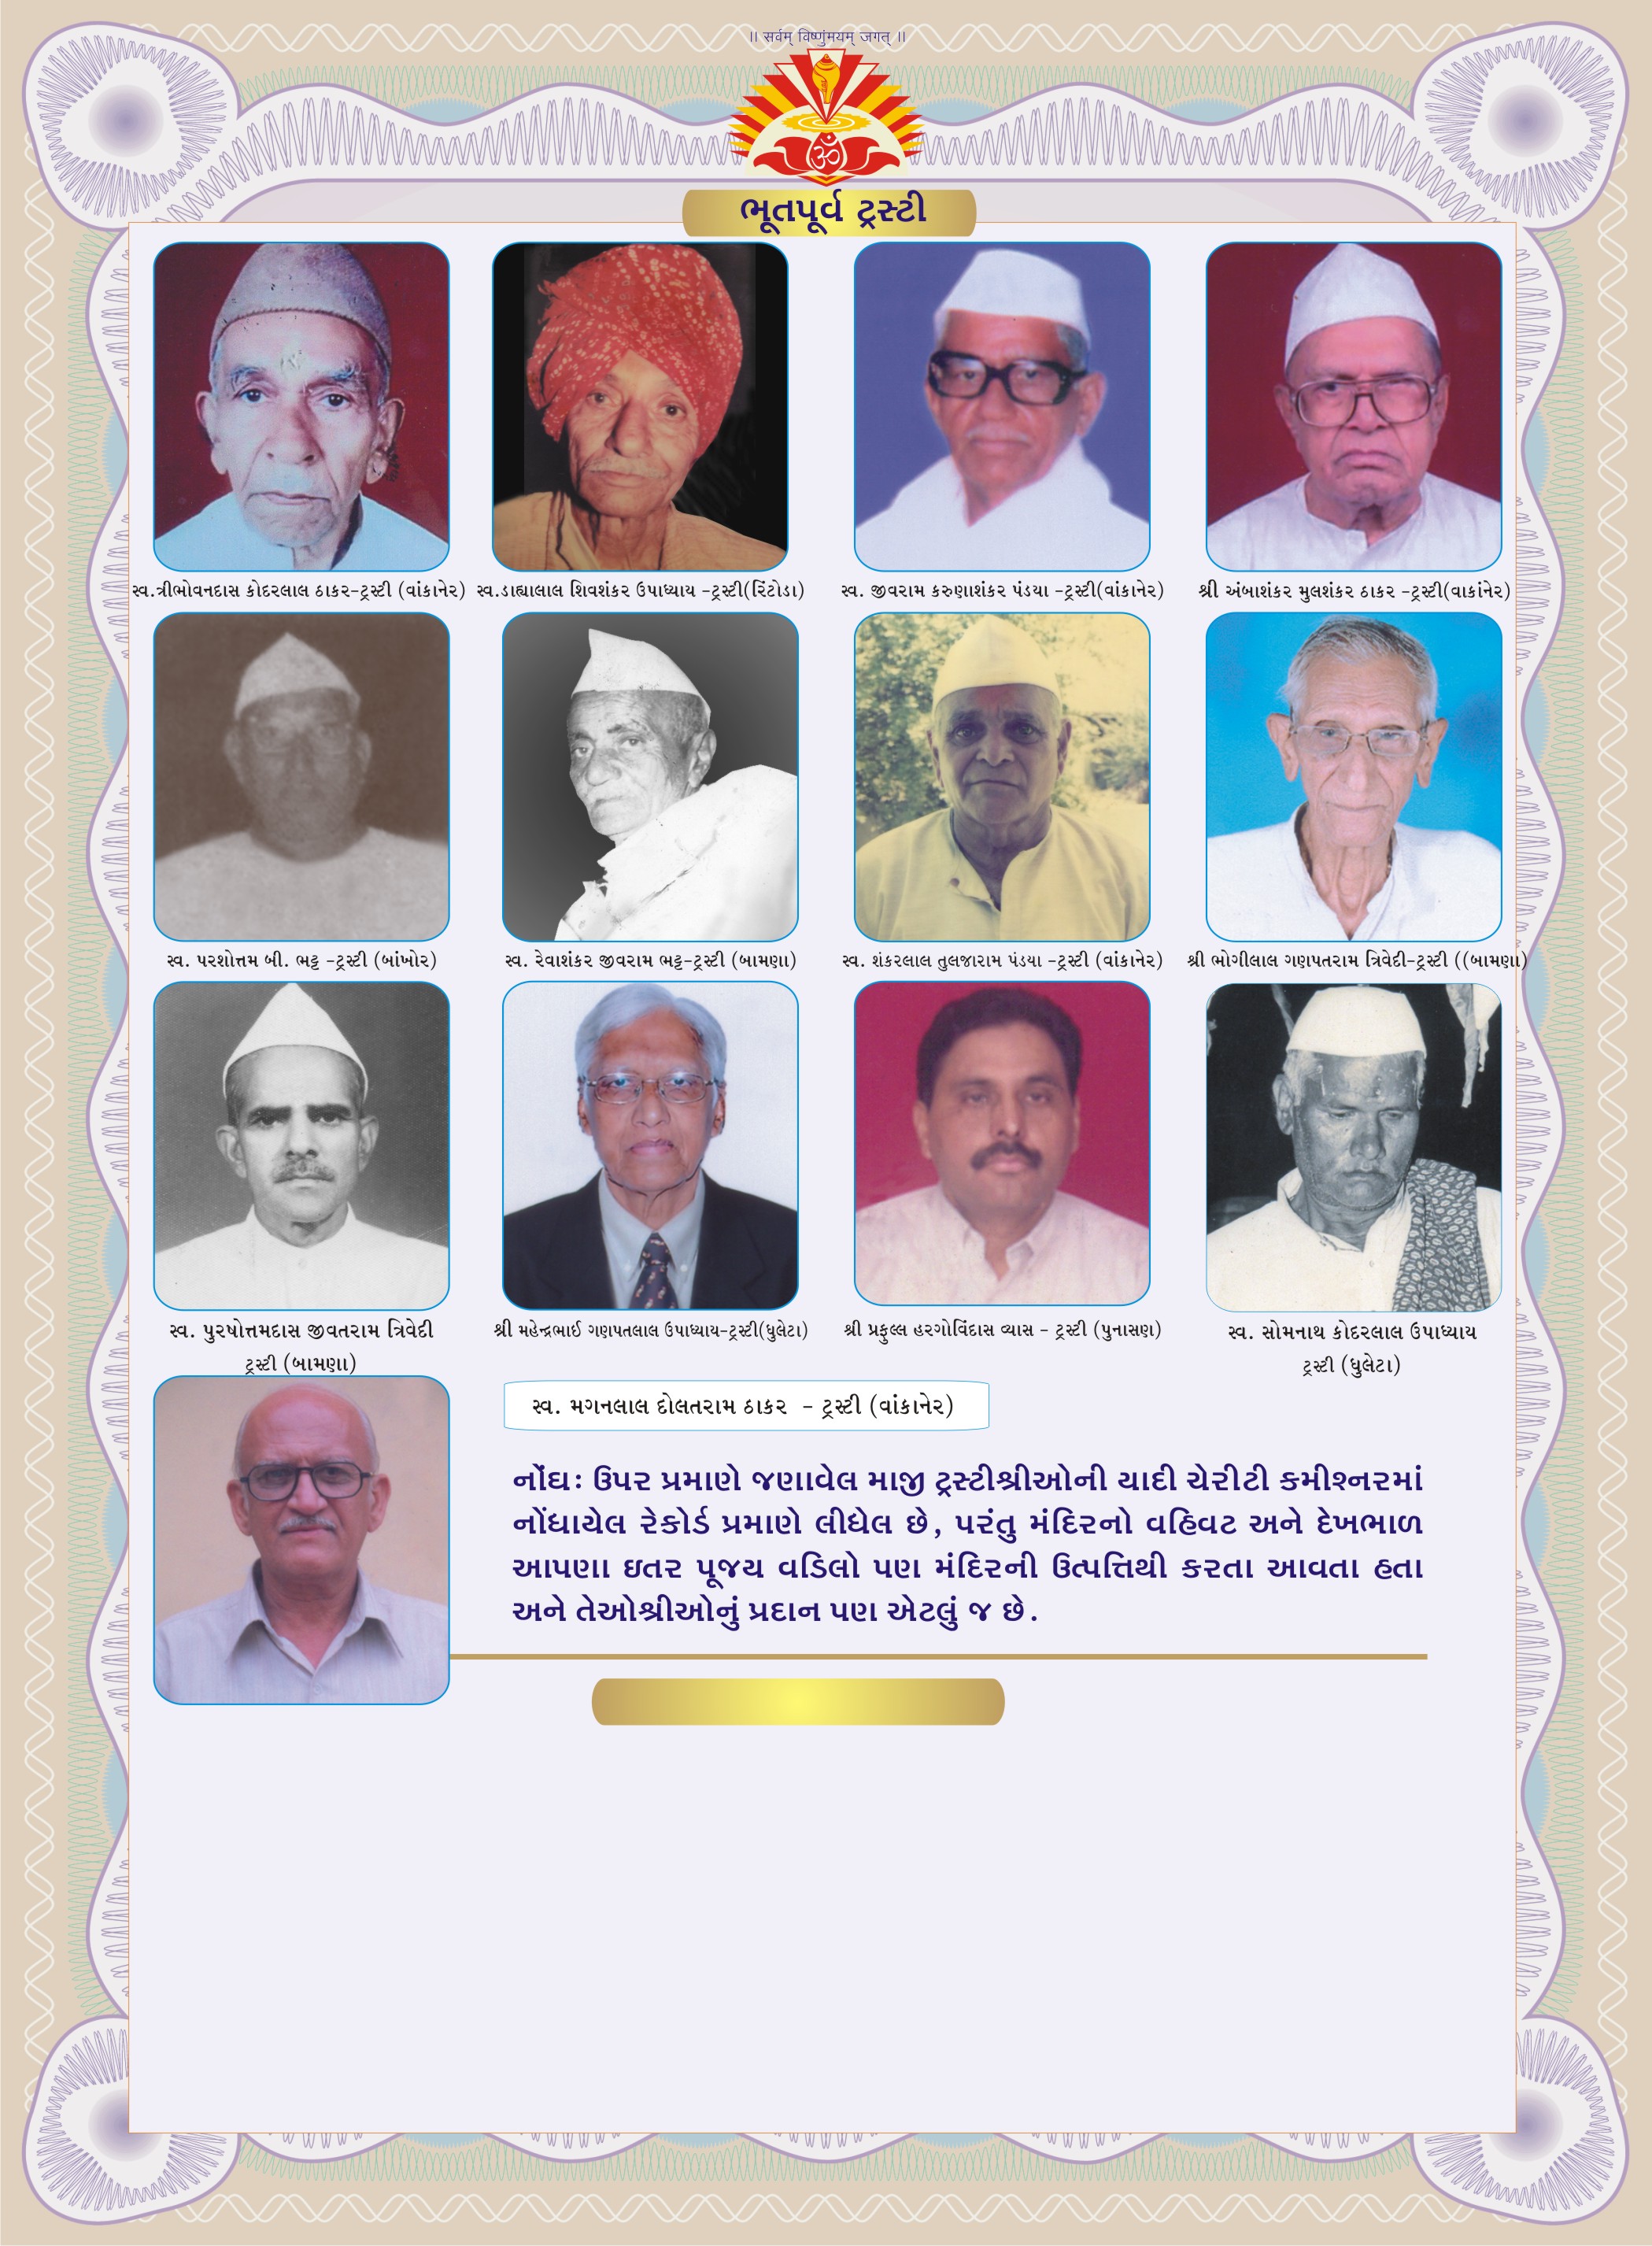 ॥ सर्वम् विष्णुंमयम् जगत् ॥
ૐ
ભૂતપૂર્વ ટ્રસ્ટી
સ્વ.ત્રીભોવનદાસ કોદરલાલ ઠાકર-ટ્રસ્ટી (વાંકાનેર)
સ્વ.ડાહ્યાલાલ શિવશંકર ઉપાધ્યાય -ટ્રસ્ટી(રિંટોડા)
સ્વ. જીવરામ કરુણાશંકર પંડયા -ટ્રસ્ટી(વાંકાનેર)
શ્રી અંબાશંકર મુલશંકર ઠાકર -ટ્રસ્ટી(વાકાંનેર)
સ્વ. પરશોત્તમ બી. ભટ્ટ -ટ્રસ્ટી (બાંખોર)
સ્વ. રેવાશંકર જીવરામ ભટ્ટ-ટ્રસ્ટી (બામણા)
સ્વ. શંકરલાલ તુલજારામ પંડયા -ટ્રસ્ટી (વાંકાનેર)
શ્રી ભોગીલાલ ગણપતરામ ત્રિવેદી-ટ્રસ્ટી ((બામણા)
સ્વ. પુરષોત્તમદાસ જીવતરામ ત્રિવેદી
ટ્રસ્ટી (બામણા)
શ્રી મહેન્દ્રભાઈ ગણપતલાલ ઉપાધ્યાય-ટ્રસ્ટી(ધુલેટા)
શ્રી પ્રફુલ્લ હરગોવિંદાસ વ્યાસ - ટ્રસ્ટી (પુનાસણ)
સ્વ. સોમનાથ કોદરલાલ ઉપાધ્યાય
ટ્રસ્ટી (ધુલેટા)
સ્વ. મગનલાલ દોલતરામ ઠાકર - ટ્રસ્ટી (વાંકાનેર)
નોંઘઃ ઉપર પ્રમાણે જણાવેલ માજી ટ્રસ્ટીશ્રીઓની યાદી ચેરીટી કમીશ્નરમાં
નોંધાયેલ રેકોર્ડ પ્રમાણે લીધેલ છે, પરંતુ મંદિરનો વહિવટ અને દેખભાળ
આપણા ઇતર પૂજય વડિલો પણ મંદિરની ઉત્પત્તિથી કરતા આવતા હતા
અને તેઓશ્રીઓનું પ્રદાન પણ એટલું જ છે.